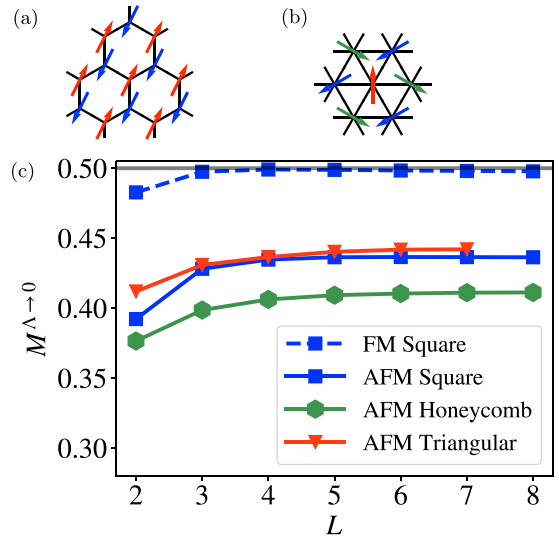 (a)
(b)
(c)
0.50
0.45
0.40
0.35
0.30
M^{Λ→0}
FM Square
AFM Square
AFM Honeycomb
AFM Triangular
2 3 4 5 6 7 8
L